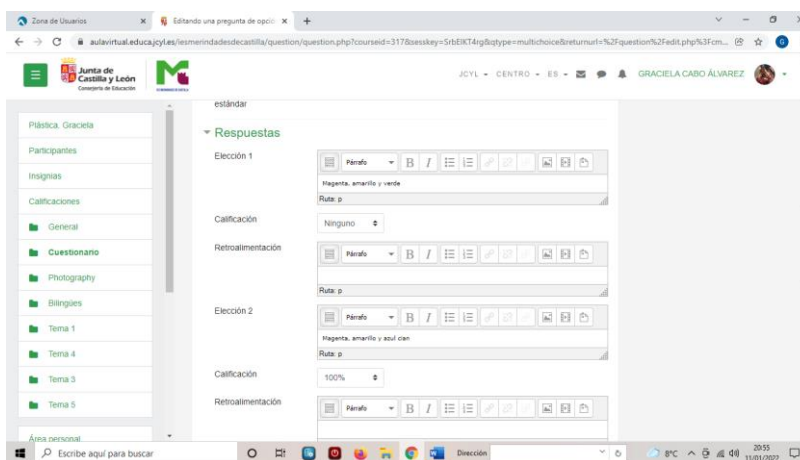 Zona de Usuarios
Editando una pregunta de opció
aulavirtual.educa.jcyl.es/iesmerindadesdecastilla/question/question.php?courseid=317&sesskey=SrbEIKT4rg&qtype=multichoice&returnurl=%2Fquestion%2Fedit.php%3Fcm...
G
Junta de
Castilla y León
Consejería de Educación
JCYL
CENTRO
ES
GRACIELA CABO ÁLVAREZ
estándar
Plástica. Graciela
Participantes
Insignias
Calificaciones
General
Cuestionario
Photography
Bilingües
Tema 1
Tema 4
Tema 3
Tema 5
Área personal
Respuestas
Elección 1
Párrafo
B I
Magenta, amarillo y verde
Ruta: p
Calificación
Ninguno
Retroalimentación
Párrafo
B I
Ruta: p
Elección 2
Párrafo
B I
Magenta, amarillo y azul cian
Ruta: p
Calificación
100%
Retroalimentación
Párrafo
B I
Escribe aquí para buscar
Dirección
8°C
20:55
11/01/2022